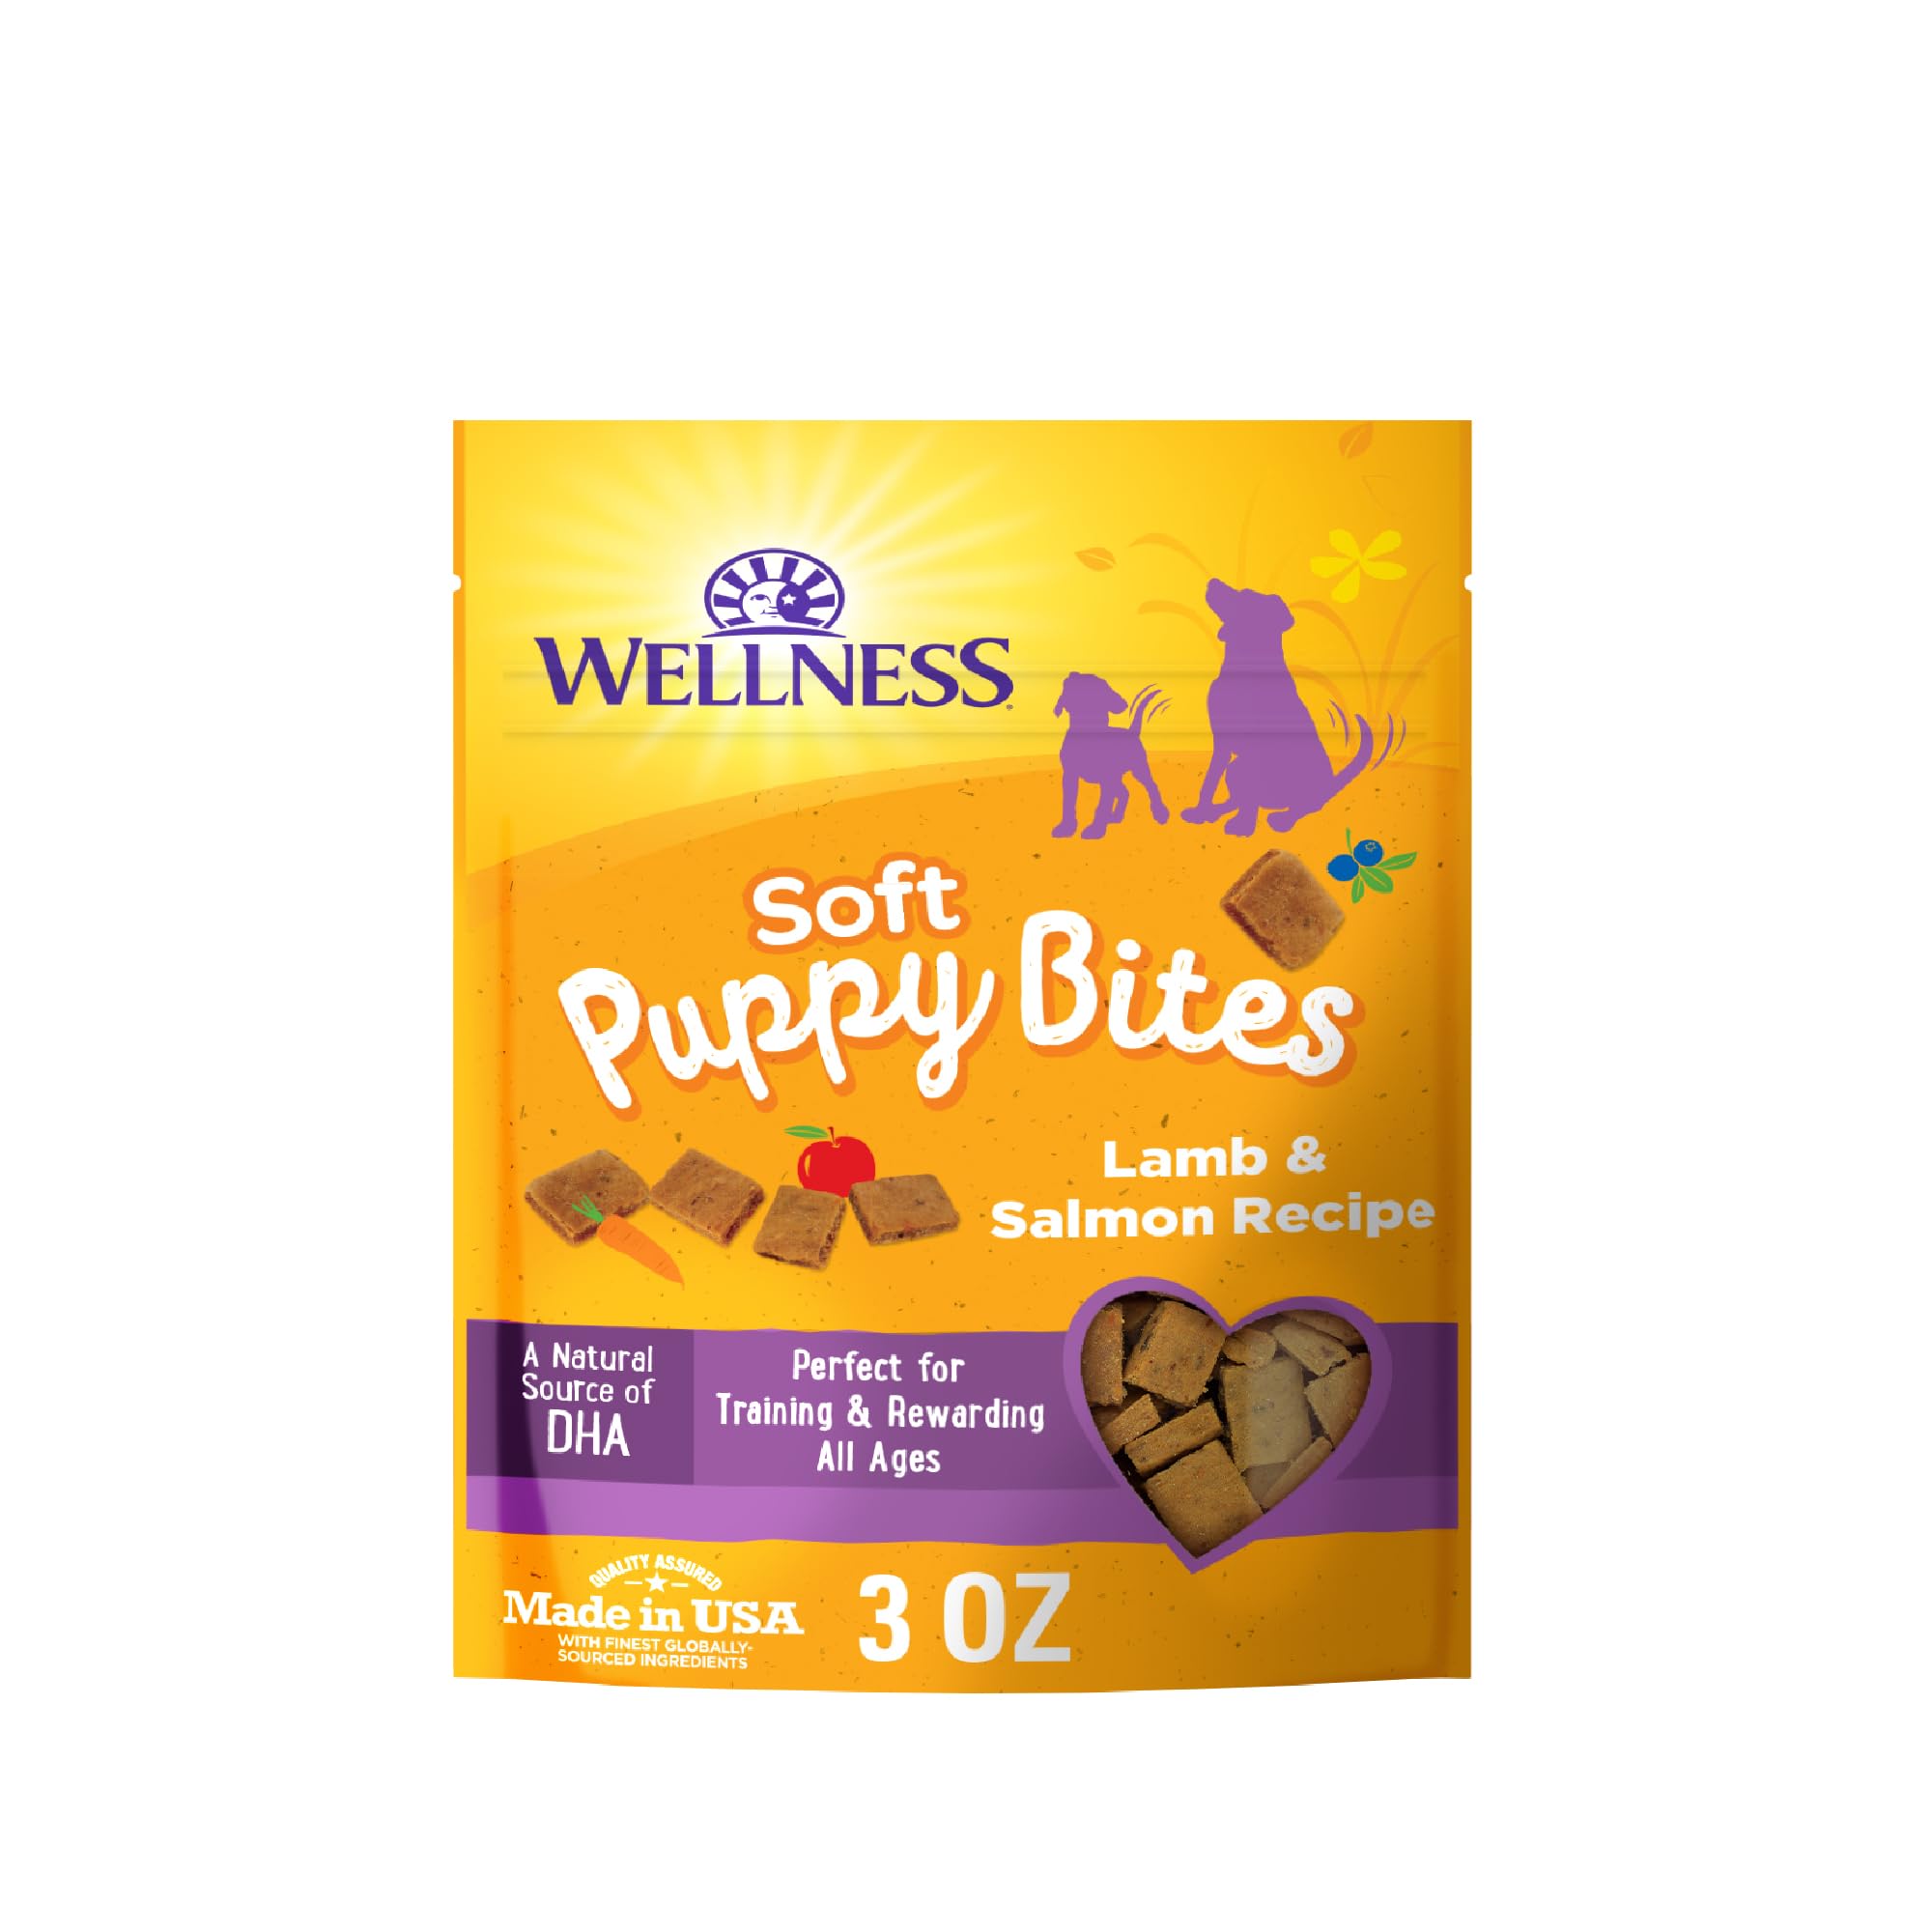 WELLNESS
Soft
Puppy Bites
Lamb &
Salmon Recipe
A Natural
Source of
DHA
Perfect for
Training & Rewarding
All Ages
QUALITY ASSURED
Made in USA
WITH FINEST GLOBALLY-
SOURCED INGREDIENTS
3 OZ